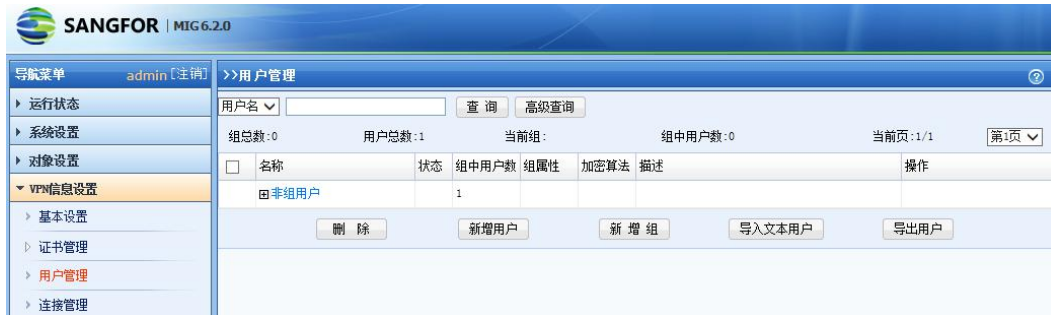 SANGFOR | MIG 6.2.0
导航菜单 admin [注销] >>用户管理
运行状态
系统设置
对象设置
VPN信息设置
基本设置
证书管理
用户管理
连接管理
用户名 查 询 高级查询
组总数:0 用户总数:1 当前组: 组中用户数:0 当前页:1/1 第1页
名称 状态 组中用户数 组属性 加密算法 描述 操作
非组用户 1
删 除 新增用户 新 增 组 导入文本用户 导出用户